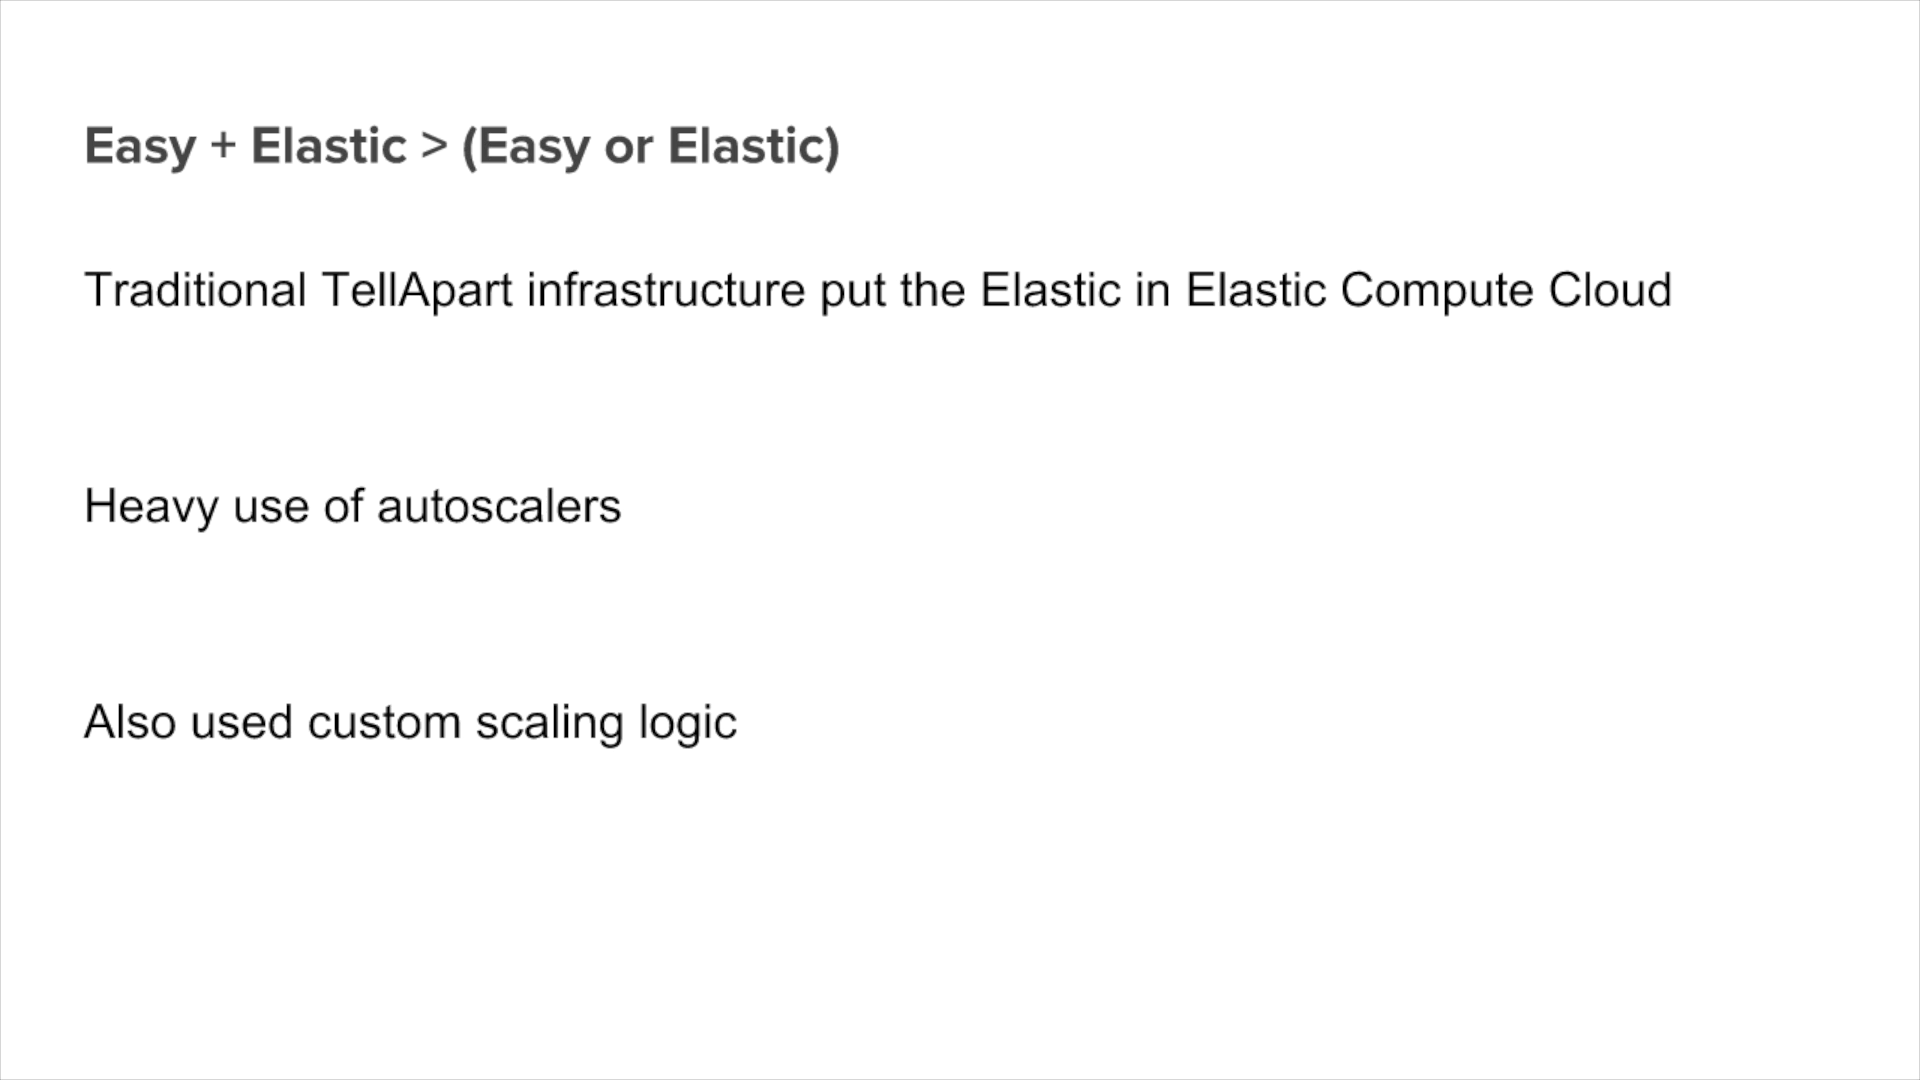 Easy + Elastic > (Easy or Elastic)
Traditional TellApart infrastructure put the Elastic in Elastic Compute Cloud
Heavy use of autoscalers
Also used custom scaling logic